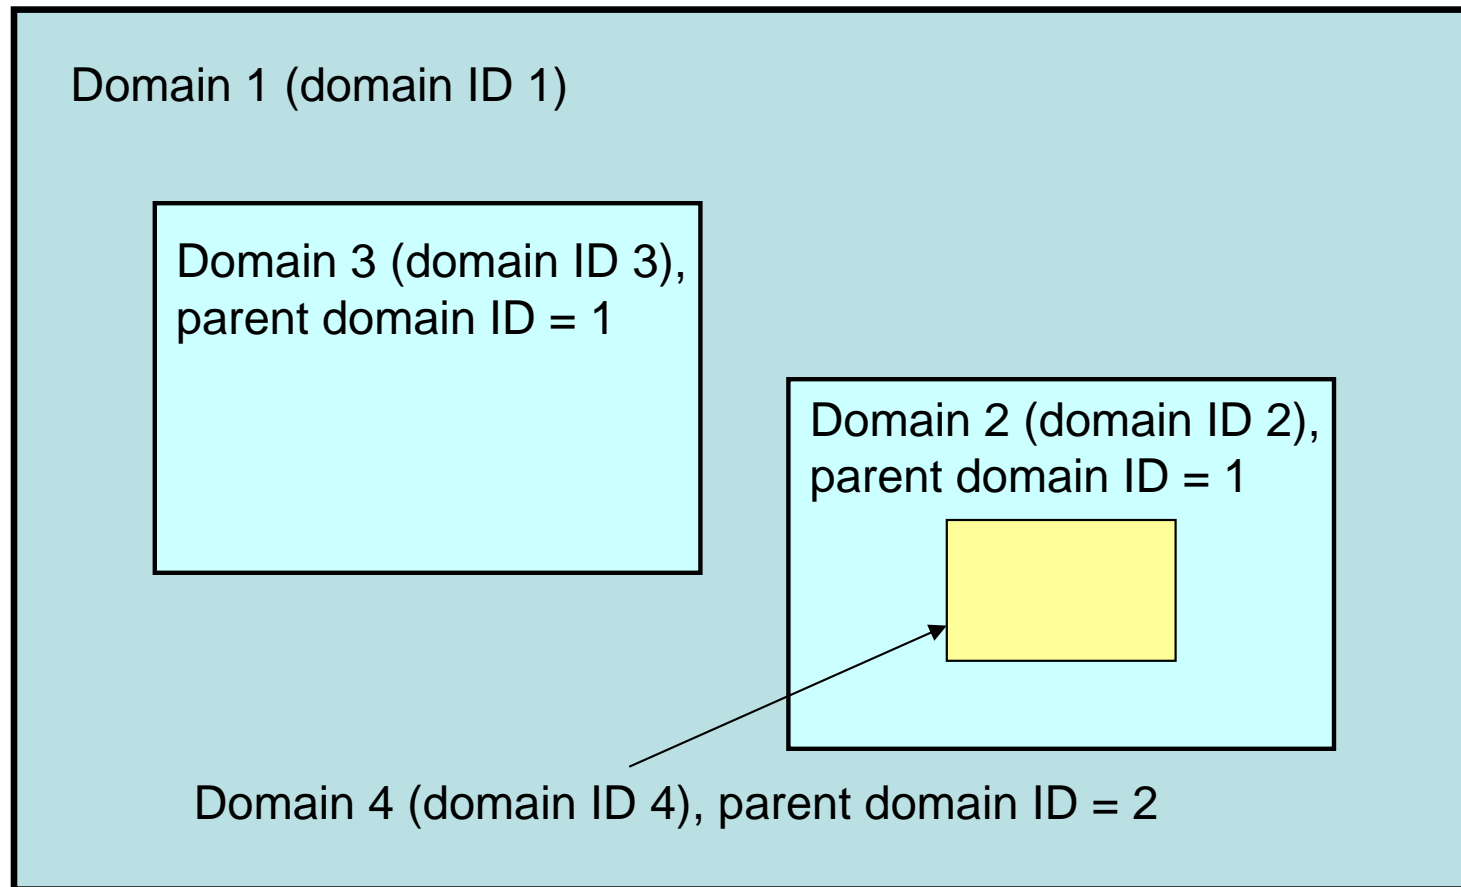 Domain 1 (domain ID 1)
Domain 3 (domain ID 3),
parent domain ID = 1
Domain 2 (domain ID 2),
parent domain ID = 1
Domain 4 (domain ID 4), parent domain ID = 2